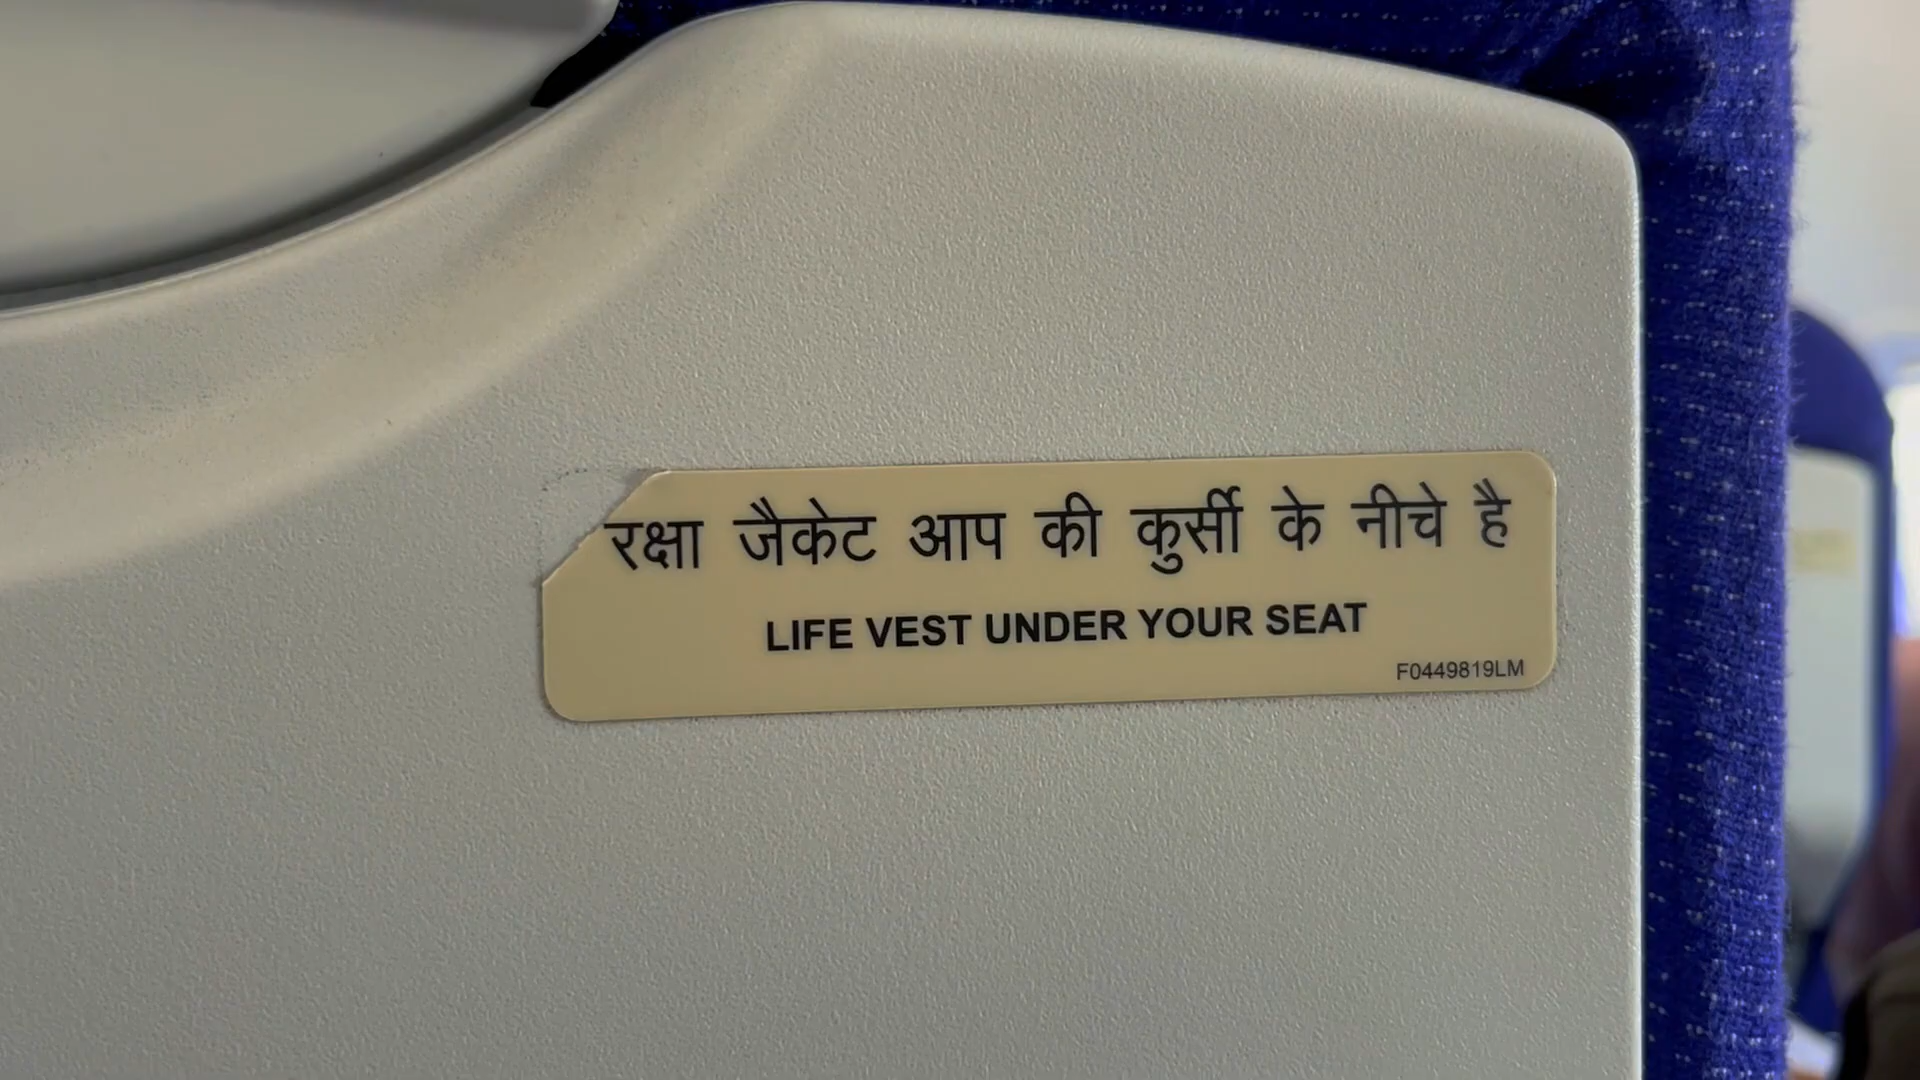 रक्षा जैकेट आप की कुर्सी के नीचे है
LIFE VEST UNDER YOUR SEAT
F0449819LM